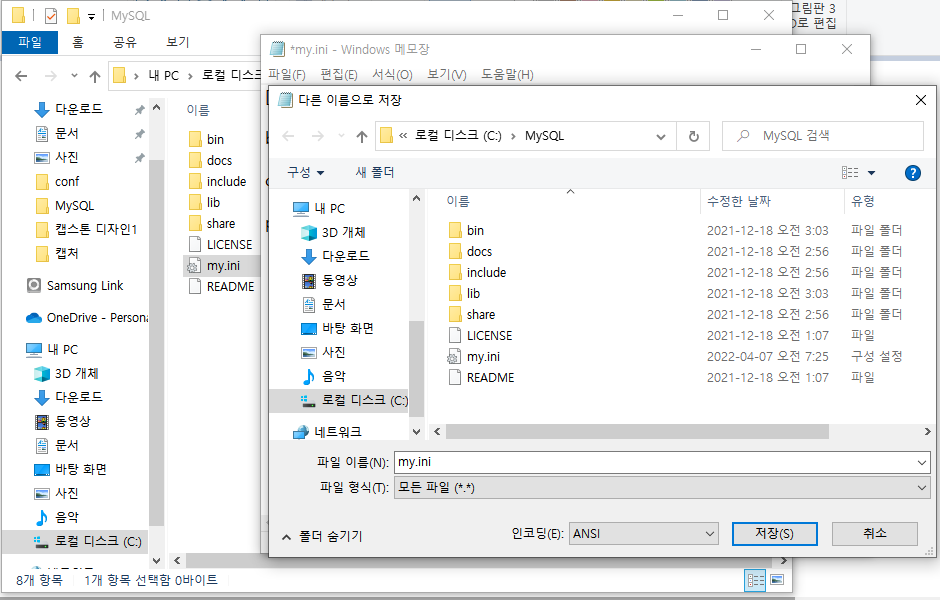 MySQL
그림판 3
O로 편집
파일
홈
공유
보기
내 PC
로컬 디스크
*my.ini - Windows 메모장
파일(F)
편집(E)
서식(O)
보기(V)
도움말(H)
다운로드
문서
사진
conf
MySQL
캡스톤 디자인1
캡처
Samsung Link
OneDrive - Persona
내 PC
3D 개체
다운로드
동영상
문서
바탕 화면
사진
음악
로컬 디스크 (C:)
이름
bin
docs
include
lib
share
LICENSE
my.ini
README
8개 항목
1개 항목 선택함 0바이트
다른 이름으로 저장
« 로컬 디스크 (C:) › MySQL
MySQL 검색
구성
새 폴더
내 PC
3D 개체
다운로드
동영상
문서
바탕 화면
사진
음악
로컬 디스크 (C:)
네트워크
이름 수정한 날짜 유형
bin 2021-12-18 오전 3:03 파일 폴더
docs 2021-12-18 오전 2:56 파일 폴더
include 2021-12-18 오전 2:56 파일 폴더
lib 2021-12-18 오전 3:03 파일 폴더
share 2021-12-18 오전 2:56 파일 폴더
LICENSE 2021-12-18 오전 1:07 파일
my.ini 2022-04-07 오전 7:25 구성 설정
README 2021-12-18 오전 1:07 파일
파일 이름(N): my.ini
파일 형식(T): 모든 파일 (*.*)
폴더 숨기기
인코딩(E): ANSI
저장(S)
취소